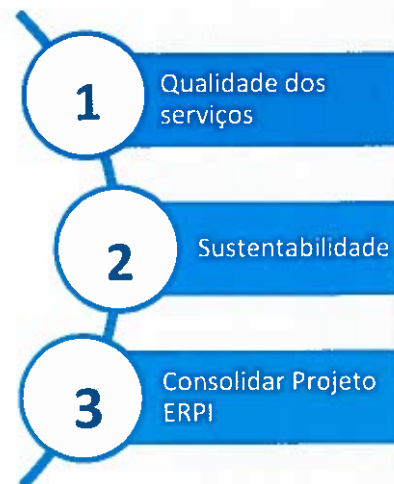 1
Qualidade dos
serviços
2
Sustentabilidade
3
Consolidar Projeto
ERPI